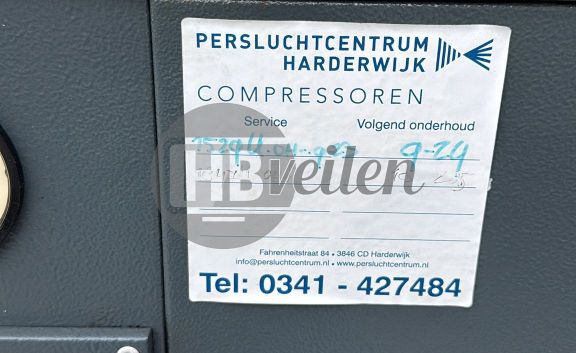 PERSLUCHTCENTRUM
HARDERWIJK
COMPRESSOREN
Service Volgend onderhoud
9-24
HBveilen
Fahrenheitstraat 84 • 3846 CD Harderwijk
info@persluchtcentrum.nl • www.persluchtcentrum.nl
Tel: 0341 - 427484